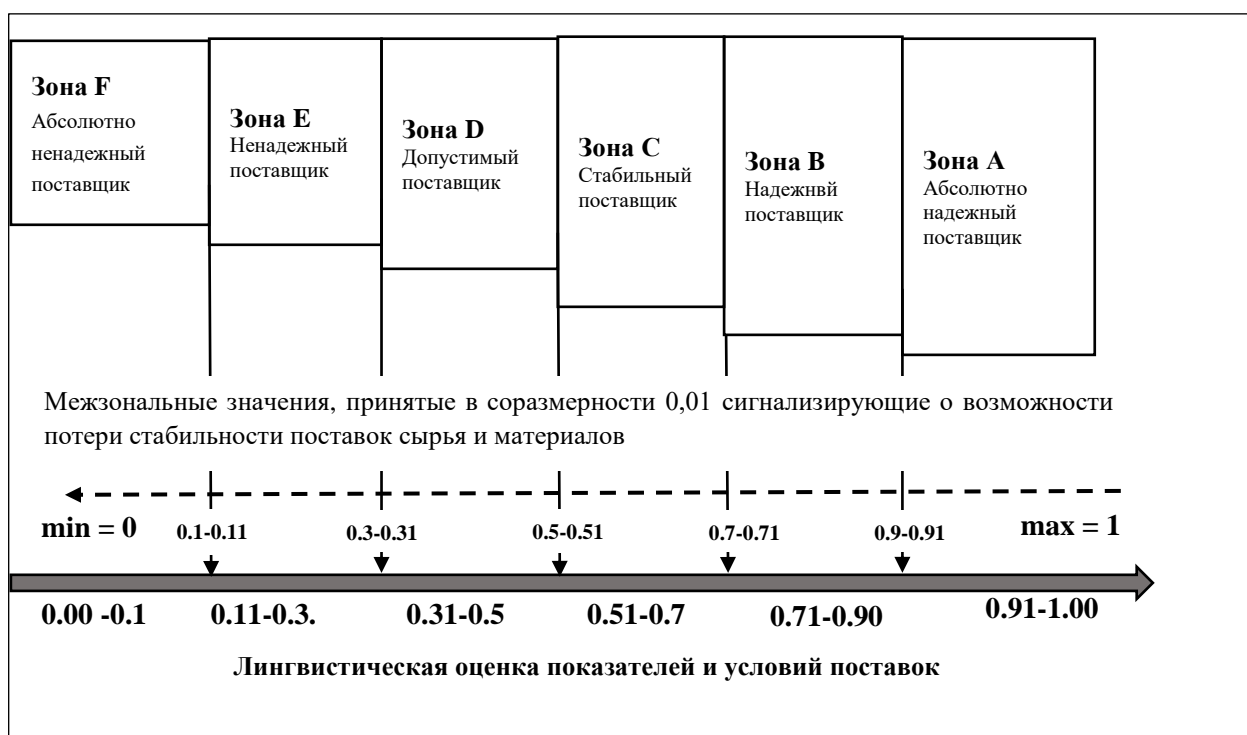 Зона F
Абсолютно
ненадежный
поставщик
Зона E
Ненадежный
поставщик
Зона D
Допустимый
поставщик
Зона C
Стабильный
поставщик
Зона B
Надежнвй
поставщик
Зона A
Абсолютно
надежный
поставщик
Межзональные значения, принятые в соразмерности 0,01 сигнализирующие о возможности
потери стабильности поставок сырья и материалов
min = 0
0.1-0.11
0.3-0.31
0.5-0.51
0.7-0.71
0.9-0.91
max = 1
0.00 -0.1
0.11-0.3.
0.31-0.5
0.51-0.7
0.71-0.90
0.91-1.00
Лингвистическая оценка показателей и условий поставок